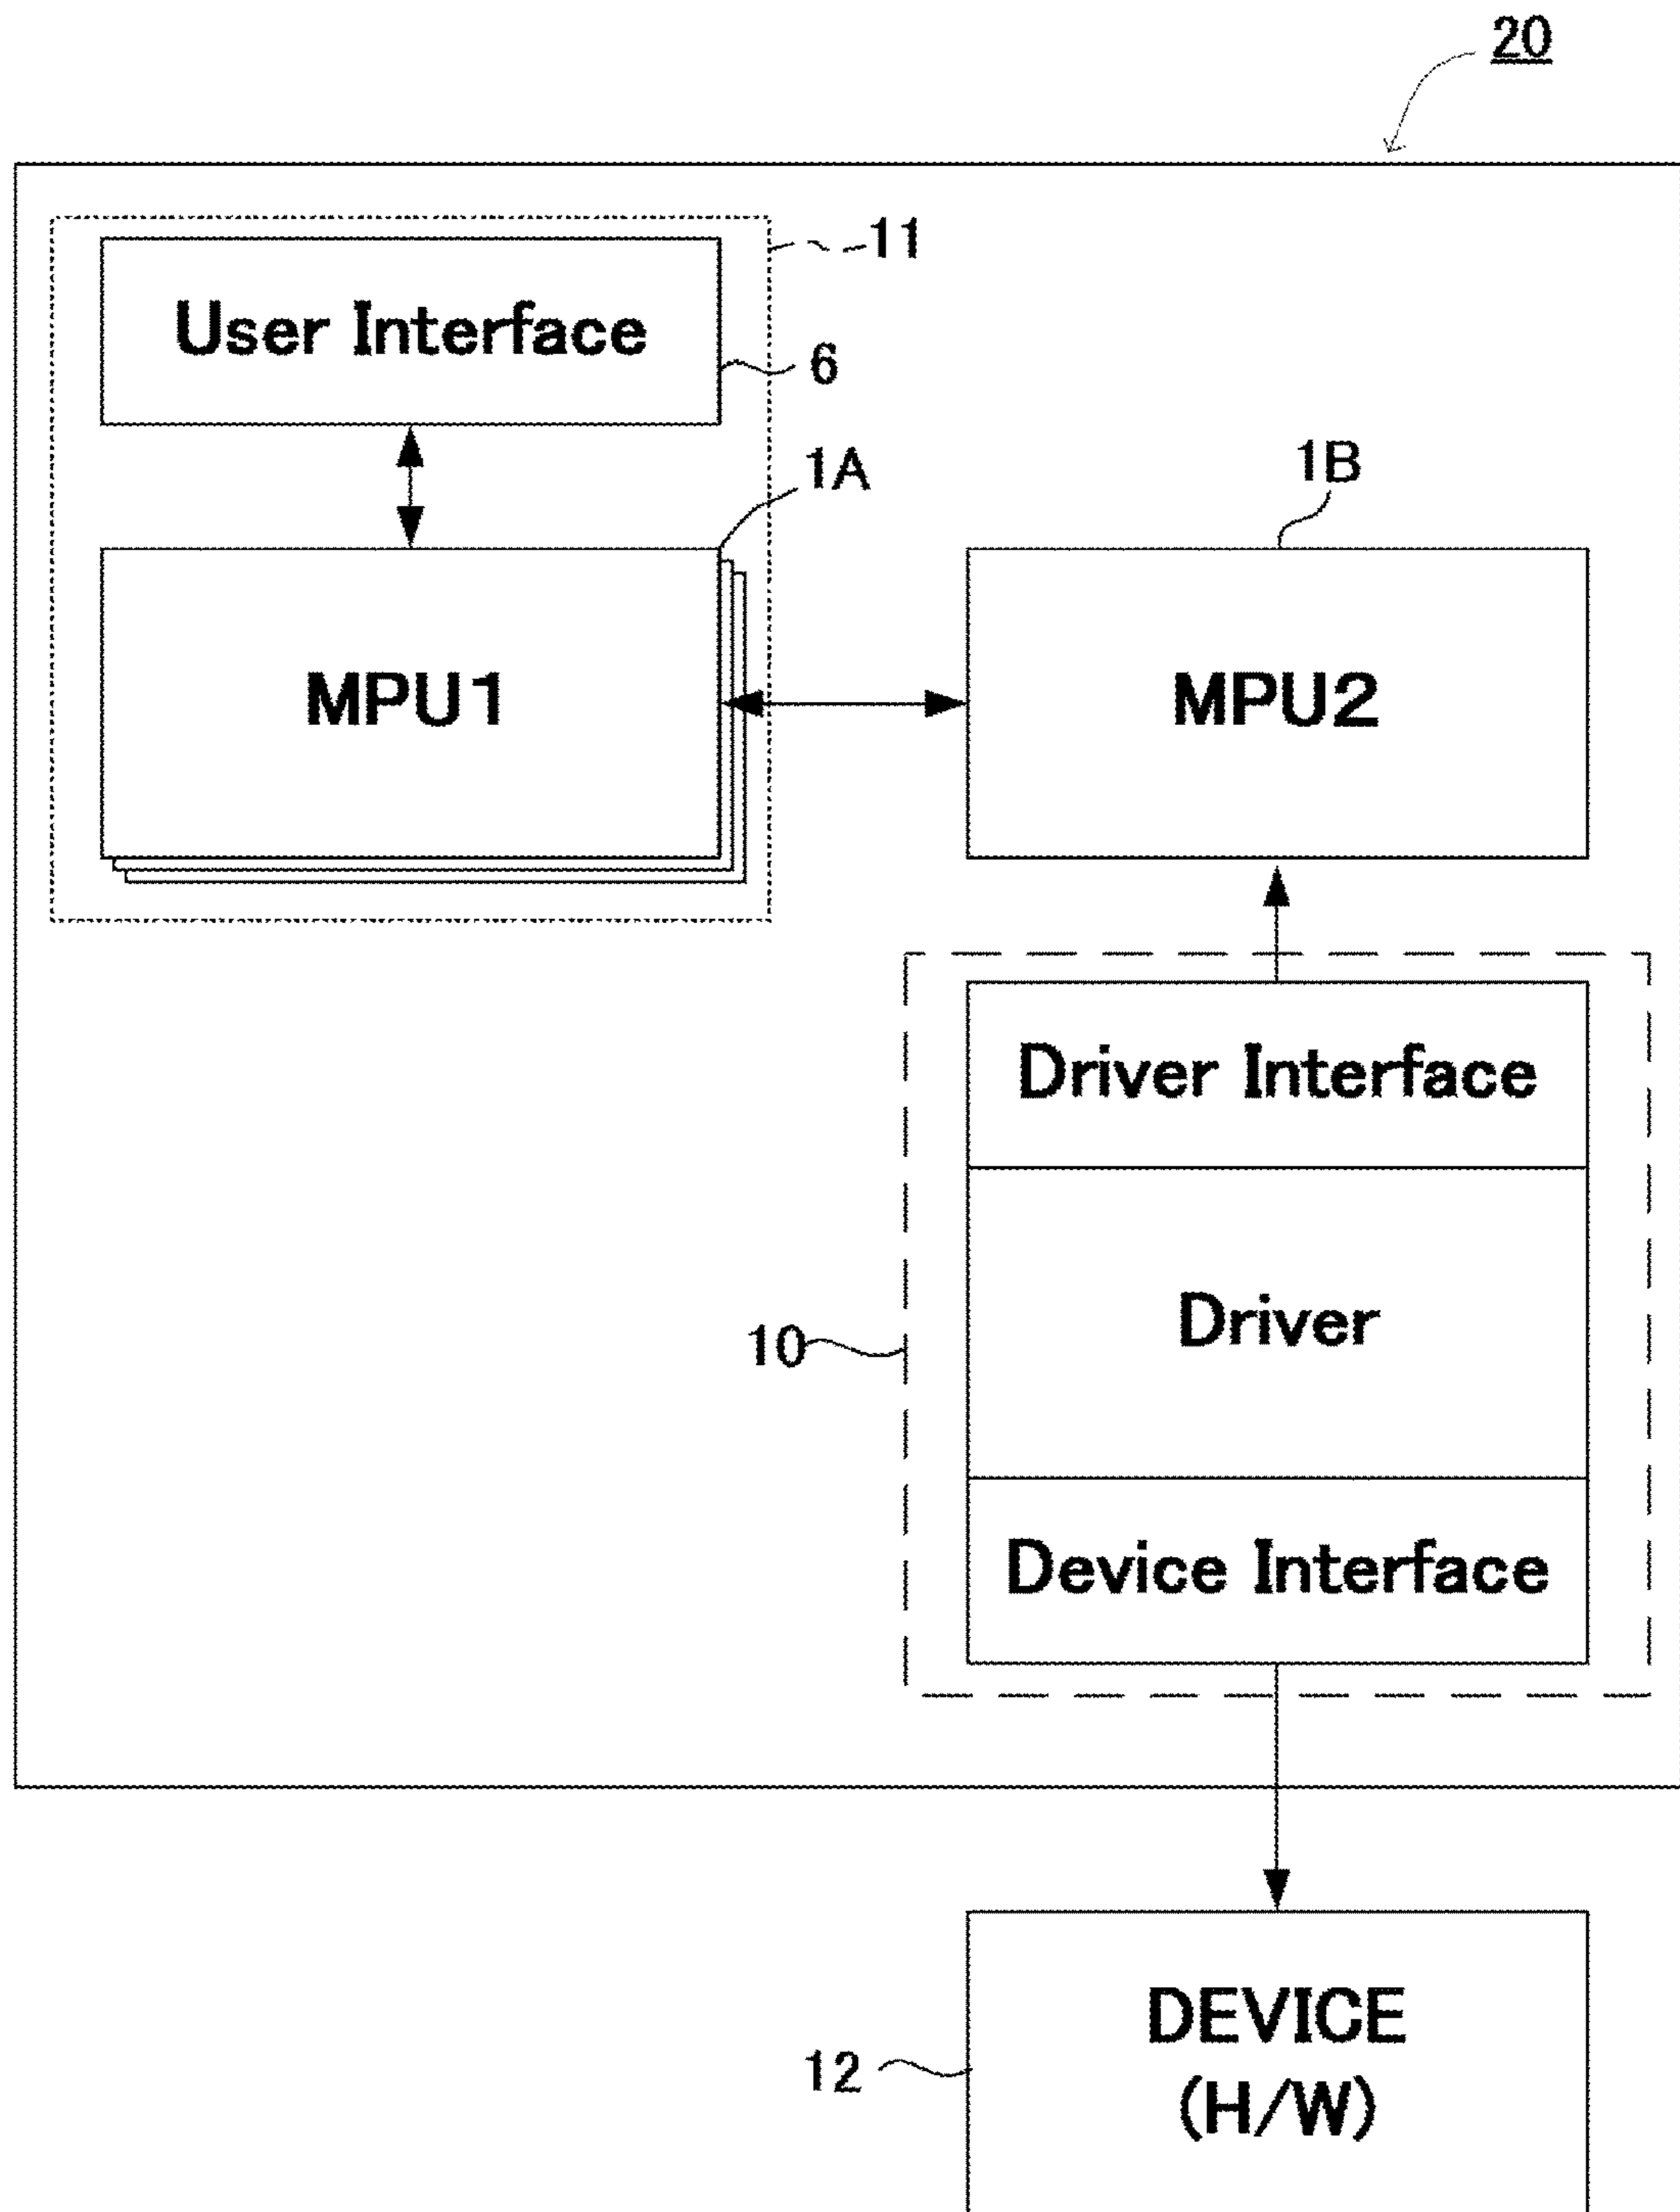 20
11
User Interface
6
1A
1B
MPU1
MPU2
Driver Interface
Driver
10
Device Interface
DEVICE
12
(H/W)